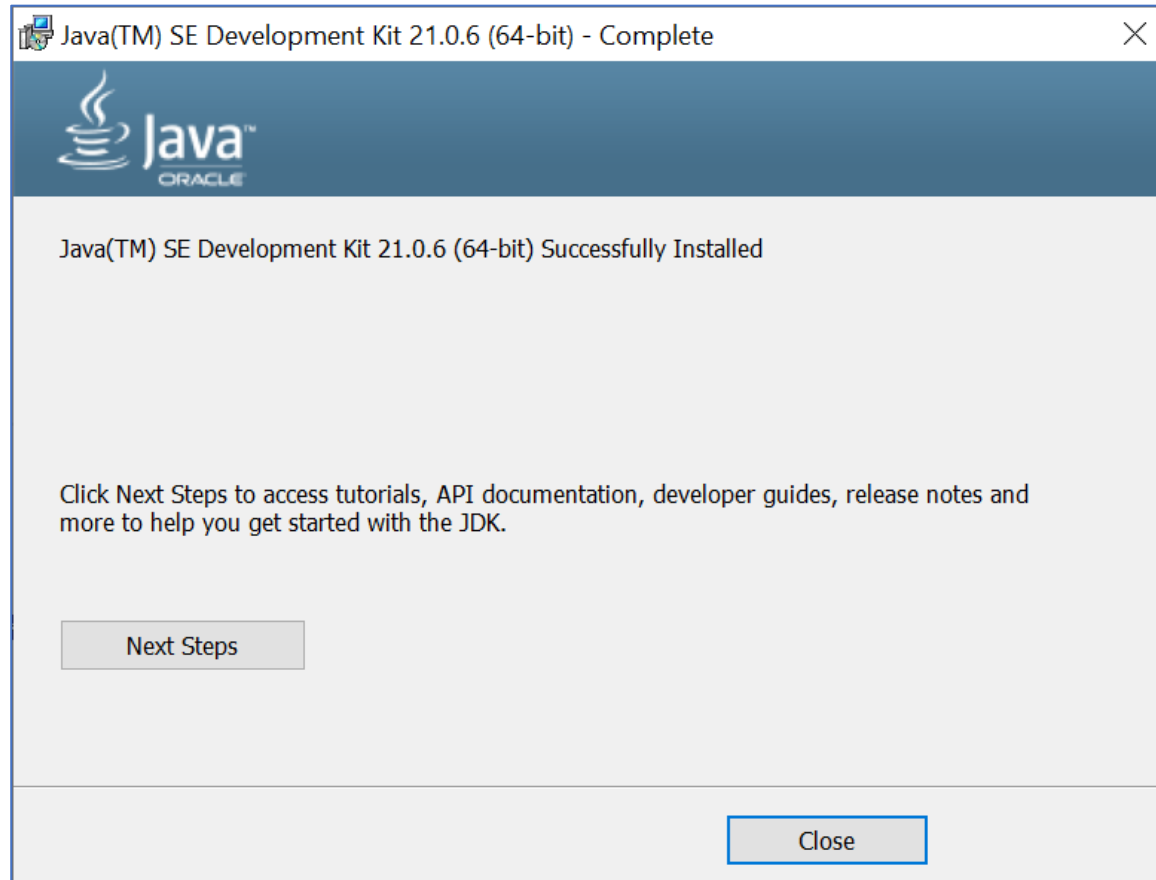 Java(TM) SE Development Kit 21.0.6 (64-bit) - Complete
Java™
ORACLE
Java(TM) SE Development Kit 21.0.6 (64-bit) Successfully Installed
Click Next Steps to access tutorials, API documentation, developer guides, release notes and
more to help you get started with the JDK.
Next Steps
Close